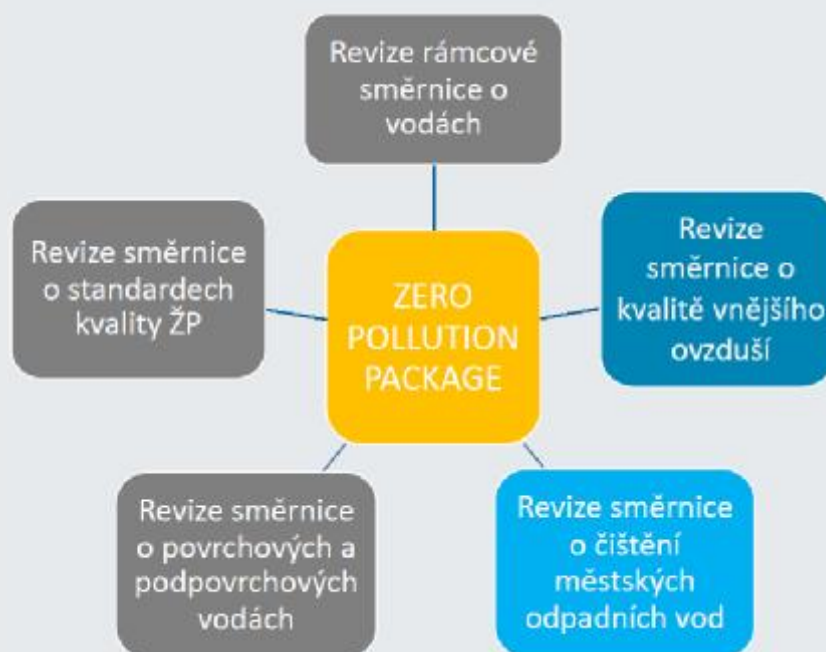 Revize rámcové
směrnice o
vodách
Revize směrnice
o standardech
kvality ŽP
ZERO
POLLUTION
PACKAGE
Revize
směrnice o
kvalitě vnějšího
ovzduší
Revize směrnice
o povrchových a
podpovrchových
vodách
Revize směrnice
o čištění
městských
odpadních vod